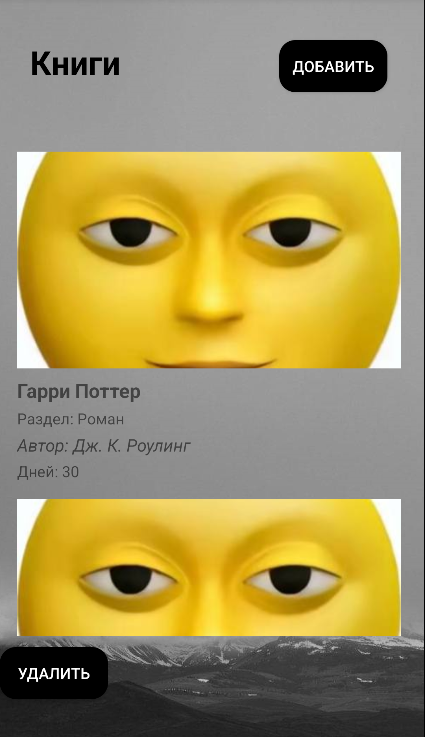 Книги
ДОБАВИТЬ
Гарри Поттер
Раздел: Роман
Автор: Дж. К. Роулинг
Дней: 30
УДАЛИТЬ